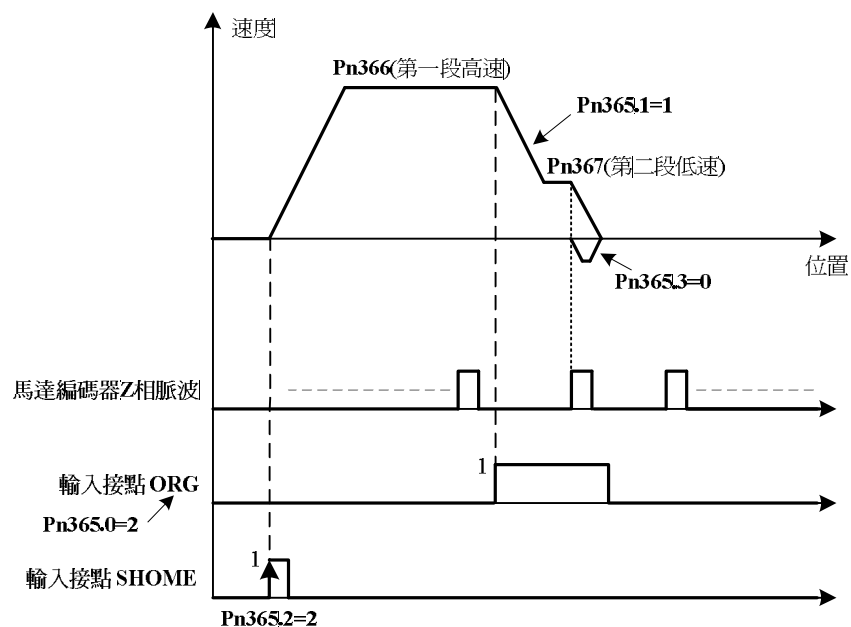 速度
Pn366(第一段高速)
Pn365.1=1
Pn367(第二段低速)
位置
Pn365.3=0
馬達編碼器Z相脈波
1
輸入接點 ORG
Pn365.0=2
1
輸入接點 SHOME
Pn365.2=2